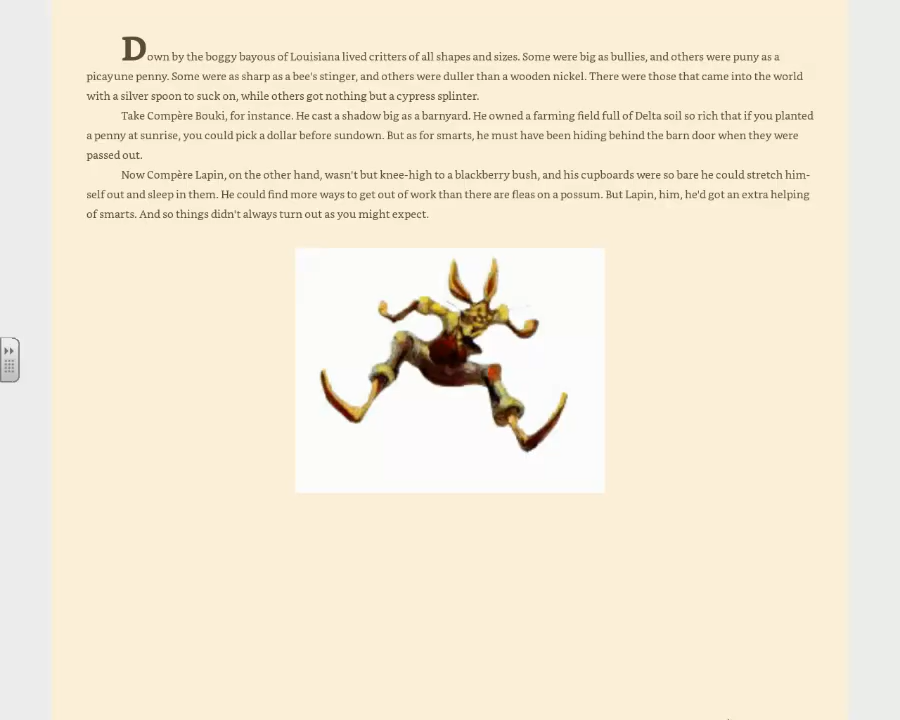 Down by the boggy bayous of Louisiana lived critters of all shapes and sizes. Some were big as bullies, and others were puny as a
picayune penny. Some were as sharp as a bee's stinger, and others were duller than a wooden nickel. There were those that came into the world
with a silver spoon to suck on, while others got nothing but a cypress splinter.
Take Compère Bouki, for instance. He cast a shadow big as a barnyard. He owned a farming field full of Delta soil so rich that if you planted
a penny at sunrise, you could pick a dollar before sundown. But as for smarts, he must have been hiding behind the barn door when they were
passed out.
Now Compère Lapin, on the other hand, wasn't but knee-high to a blackberry bush, and his cupboards were so bare he could stretch him-
self out and sleep in them. He could find more ways to get out of work than there are fleas on a possum. But Lapin, him, he'd got an extra helping
of smarts. And so things didn't always turn out as you might expect.